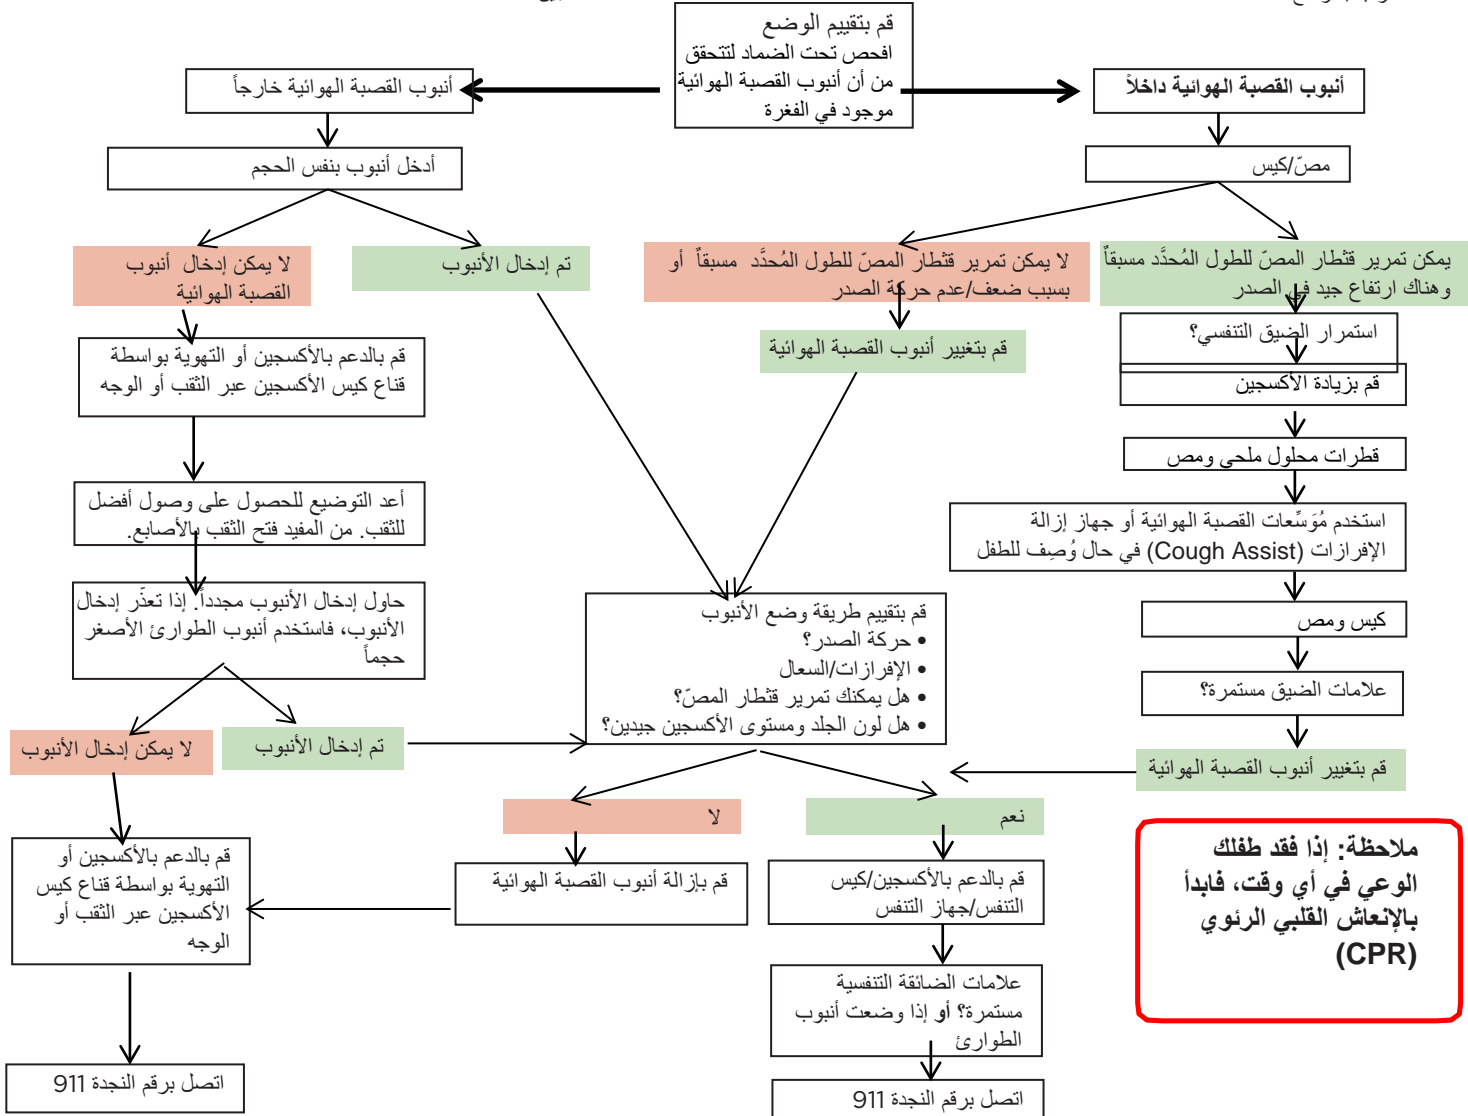 قم بتقييم الوضع
افحص تحت الضماد لتتحقق
من أن أنبوب القصبة الهوائية
موجود في الفغرة
أنبوب القصبة الهوائية داخلاً
أنبوب القصبة الهوائية خارجاً
مصّ/كيس
أدخل أنبوب بنفس الحجم
يمكن تمرير قثطار المصّ للطول المُحدَّد مسبقاً
وهناك ارتفاع جيد في الصدر
لا يمكن تمرير قثطار المصّ للطول المُحدَّد مسبقاً أو
بسبب ضعف/عدم حركة الصدر
تم إدخال الأنبوب
لا يمكن إدخال أنبوب
القصبة الهوائية
استمرار الضيق التنفسي؟
قم بتغيير أنبوب القصبة الهوائية
قم بالدعم بالأكسجين أو التهوية بواسطة
قناع كيس الأكسجين عبر الثقب أو الوجه
قم بزيادة الأكسجين
قطرات محلول ملحي ومص
أعد التوضيع للحصول على وصول أفضل
للثقب. من المفيد فتح الثقب بالأصابع.
استخدم مُوَسِّعات القصبة الهوائية أو جهاز إزالة
الإفرازات (Cough Assist) في حال وُصِف للطفل
حاول إدخال الأنبوب مجدداً. إذا تعذّر إدخال
الأنبوب، فاستخدم أنبوب الطوارئ الأصغر
حجماً
قم بتقييم طريقة وضع الأنبوب
• حركة الصدر؟
• الإفرازات/السعال
• هل يمكنك تمرير قثطار المصّ؟
• هل لون الجلد ومستوى الأكسجين جيدين؟
كيس ومص
علامات الضيق مستمرة؟
تم إدخال الأنبوب
لا يمكن إدخال الأنبوب
قم بتغيير أنبوب القصبة الهوائية
نعم
لا
ملاحظة: إذا فقد طفلك
الوعي في أي وقت، فابدأ
بالإنعاش القلبي الرئوي
(CPR)
قم بالدعم بالأكسجين/كيس
التنفس/جهاز التنفس
قم بإزالة أنبوب القصبة الهوائية
قم بالدعم بالأكسجين أو
التهوية بواسطة قناع كيس
الأكسجين عبر الثقب أو
الوجه
علامات الضائقة التنفسية
مستمرة؟ أو إذا وضعت أنبوب
الطوارئ
اتصل برقم النجدة 911
اتصل برقم النجدة 911